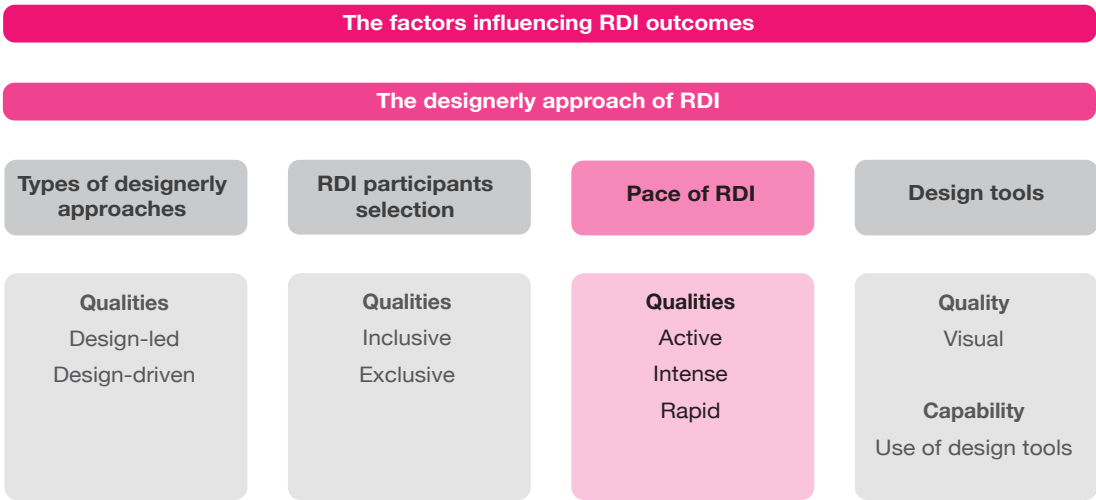 The factors influencing RDI outcomes
The designerly approach of RDI
Types of designerly
approaches
RDI participants
selection
Pace of RDI
Design tools
Qualities
Design-led
Design-driven
Qualities
Inclusive
Exclusive
Qualities
Active
Intense
Rapid
Quality
Visual
Capability
Use of design tools